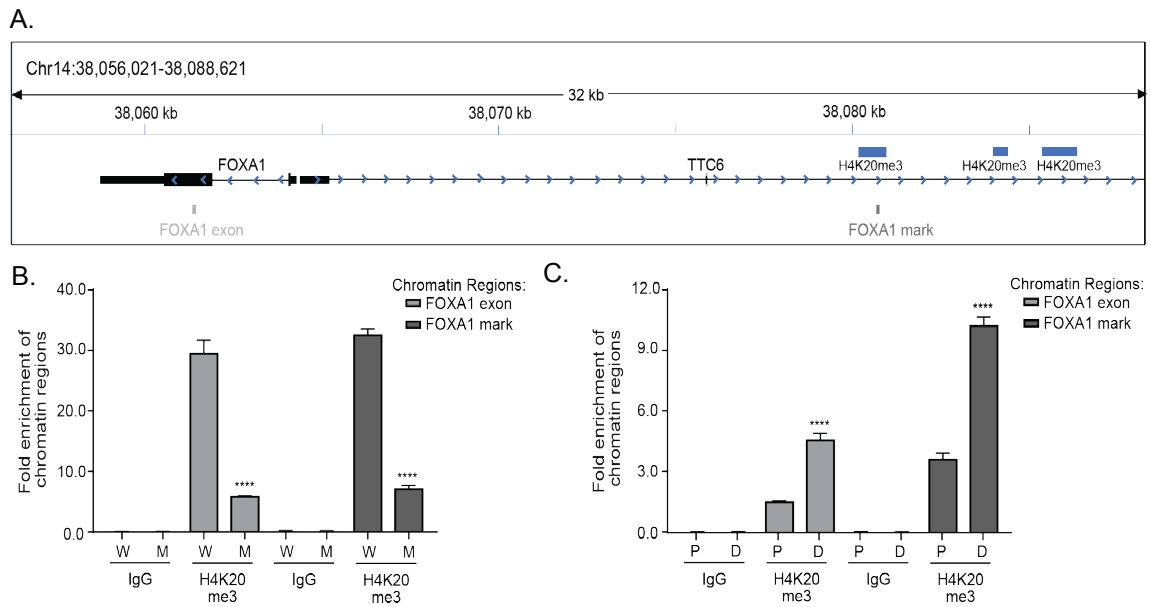 A.
Chr14:38,056,021-38,088,621
32 kb
38,060 kb 38,070 kb 38,080 kb
FOXA1 TTC6 H4K20me3 H4K20me3 H4K20me3
FOXA1 exon FOXA1 mark
B.
Chromatin Regions:
FOXA1 exon
FOXA1 mark
Fold enrichment of
chromatin regions
40.0
30.0
20.0
10.0
0.0
**** ****
W M W M W M W M
IgG H4K20 IgG H4K20
me3 me3
C.
Chromatin Regions:
FOXA1 exon
FOXA1 mark
Fold enrichment of
chromatin regions
12.0
9.0
6.0
3.0
0.0
**** ****
P D P D P D P D
IgG H4K20 IgG H4K20
me3 me3